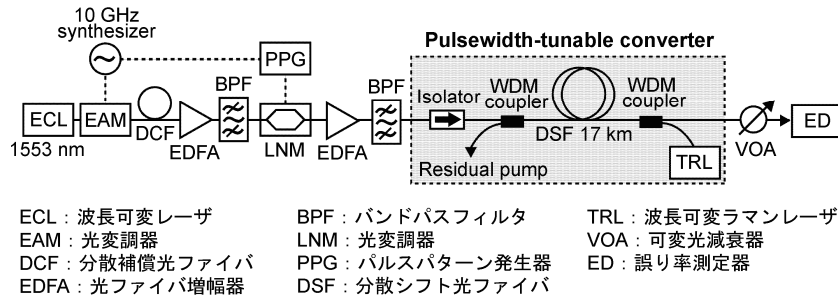 10 GHz
synthesizer
PPG
BPF
BPF
Pulsewidth-tunable converter
Isolator
WDM
coupler
WDM
coupler
ECL
EAM
DCF
EDFA
LNM
EDFA
DSF 17 km
TRL
VOA
ED
1553 nm
Residual pump
ECL：波長可変レーザ
EAM：光変調器
DCF：分散補償光ファイバ
EDFA：光ファイバ増幅器
BPF：バンドパスフィルタ
LNM：光変調器
PPG：パルスパターン発生器
DSF：分散シフト光ファイバ
TRL：波長可変ラマンレーザ
VOA：可変光減衰器
ED：誤り率測定器